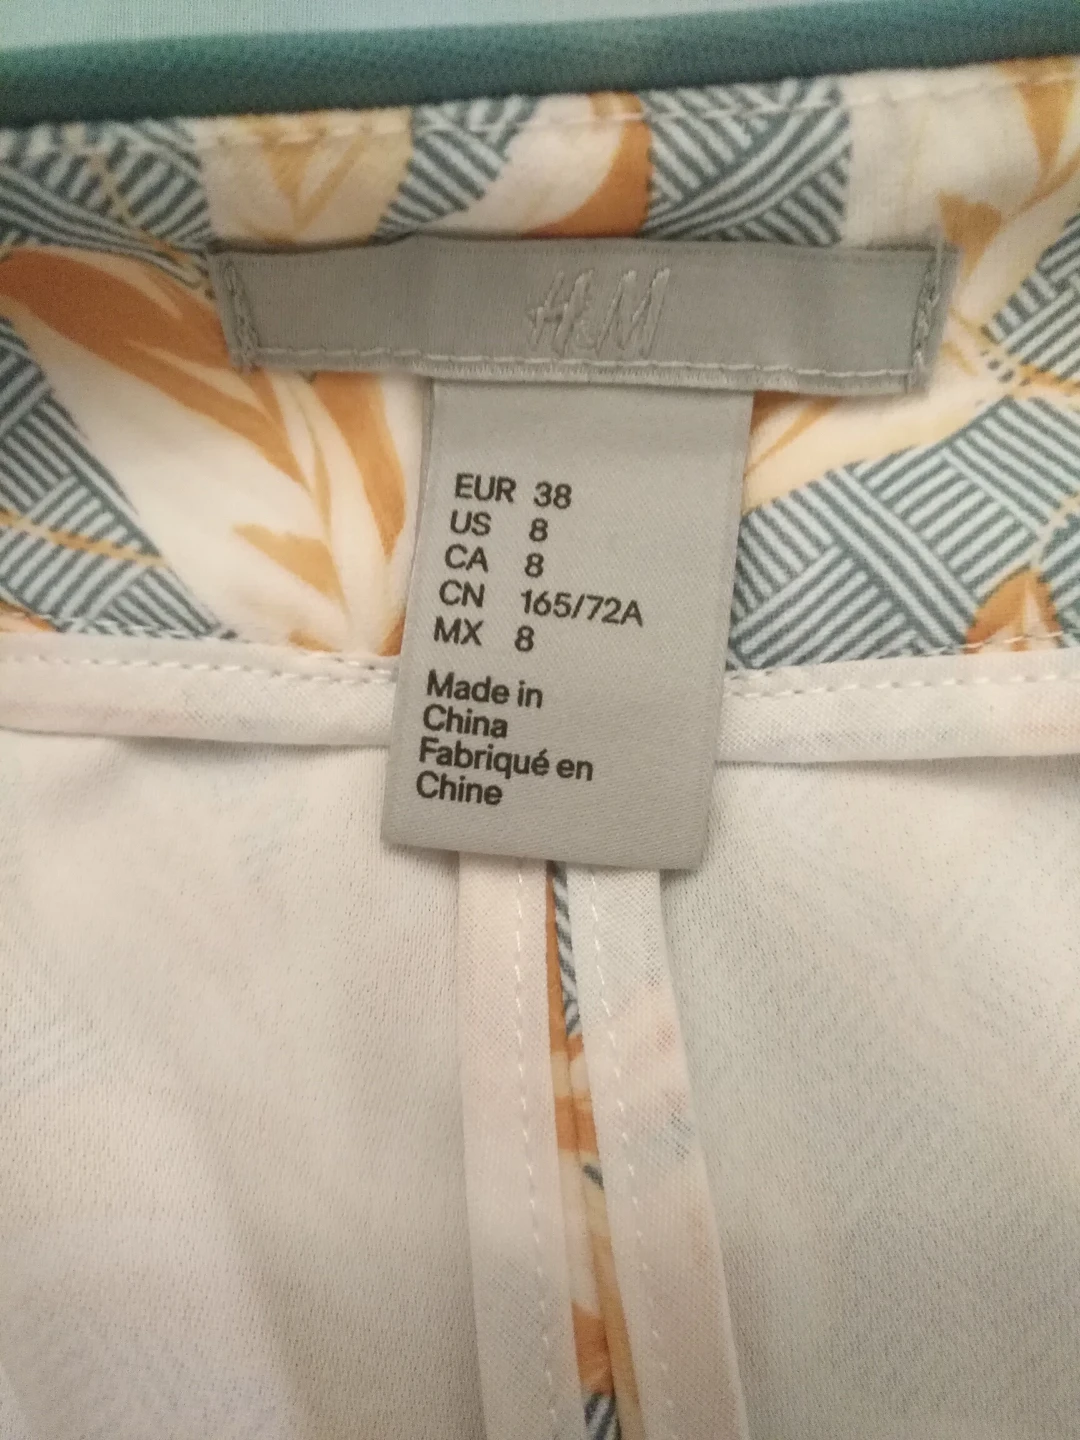 H&M
EUR 38
US 8
CA 8
CN 165/72A
MX 8
Made in
China
Fabriqué en
Chine